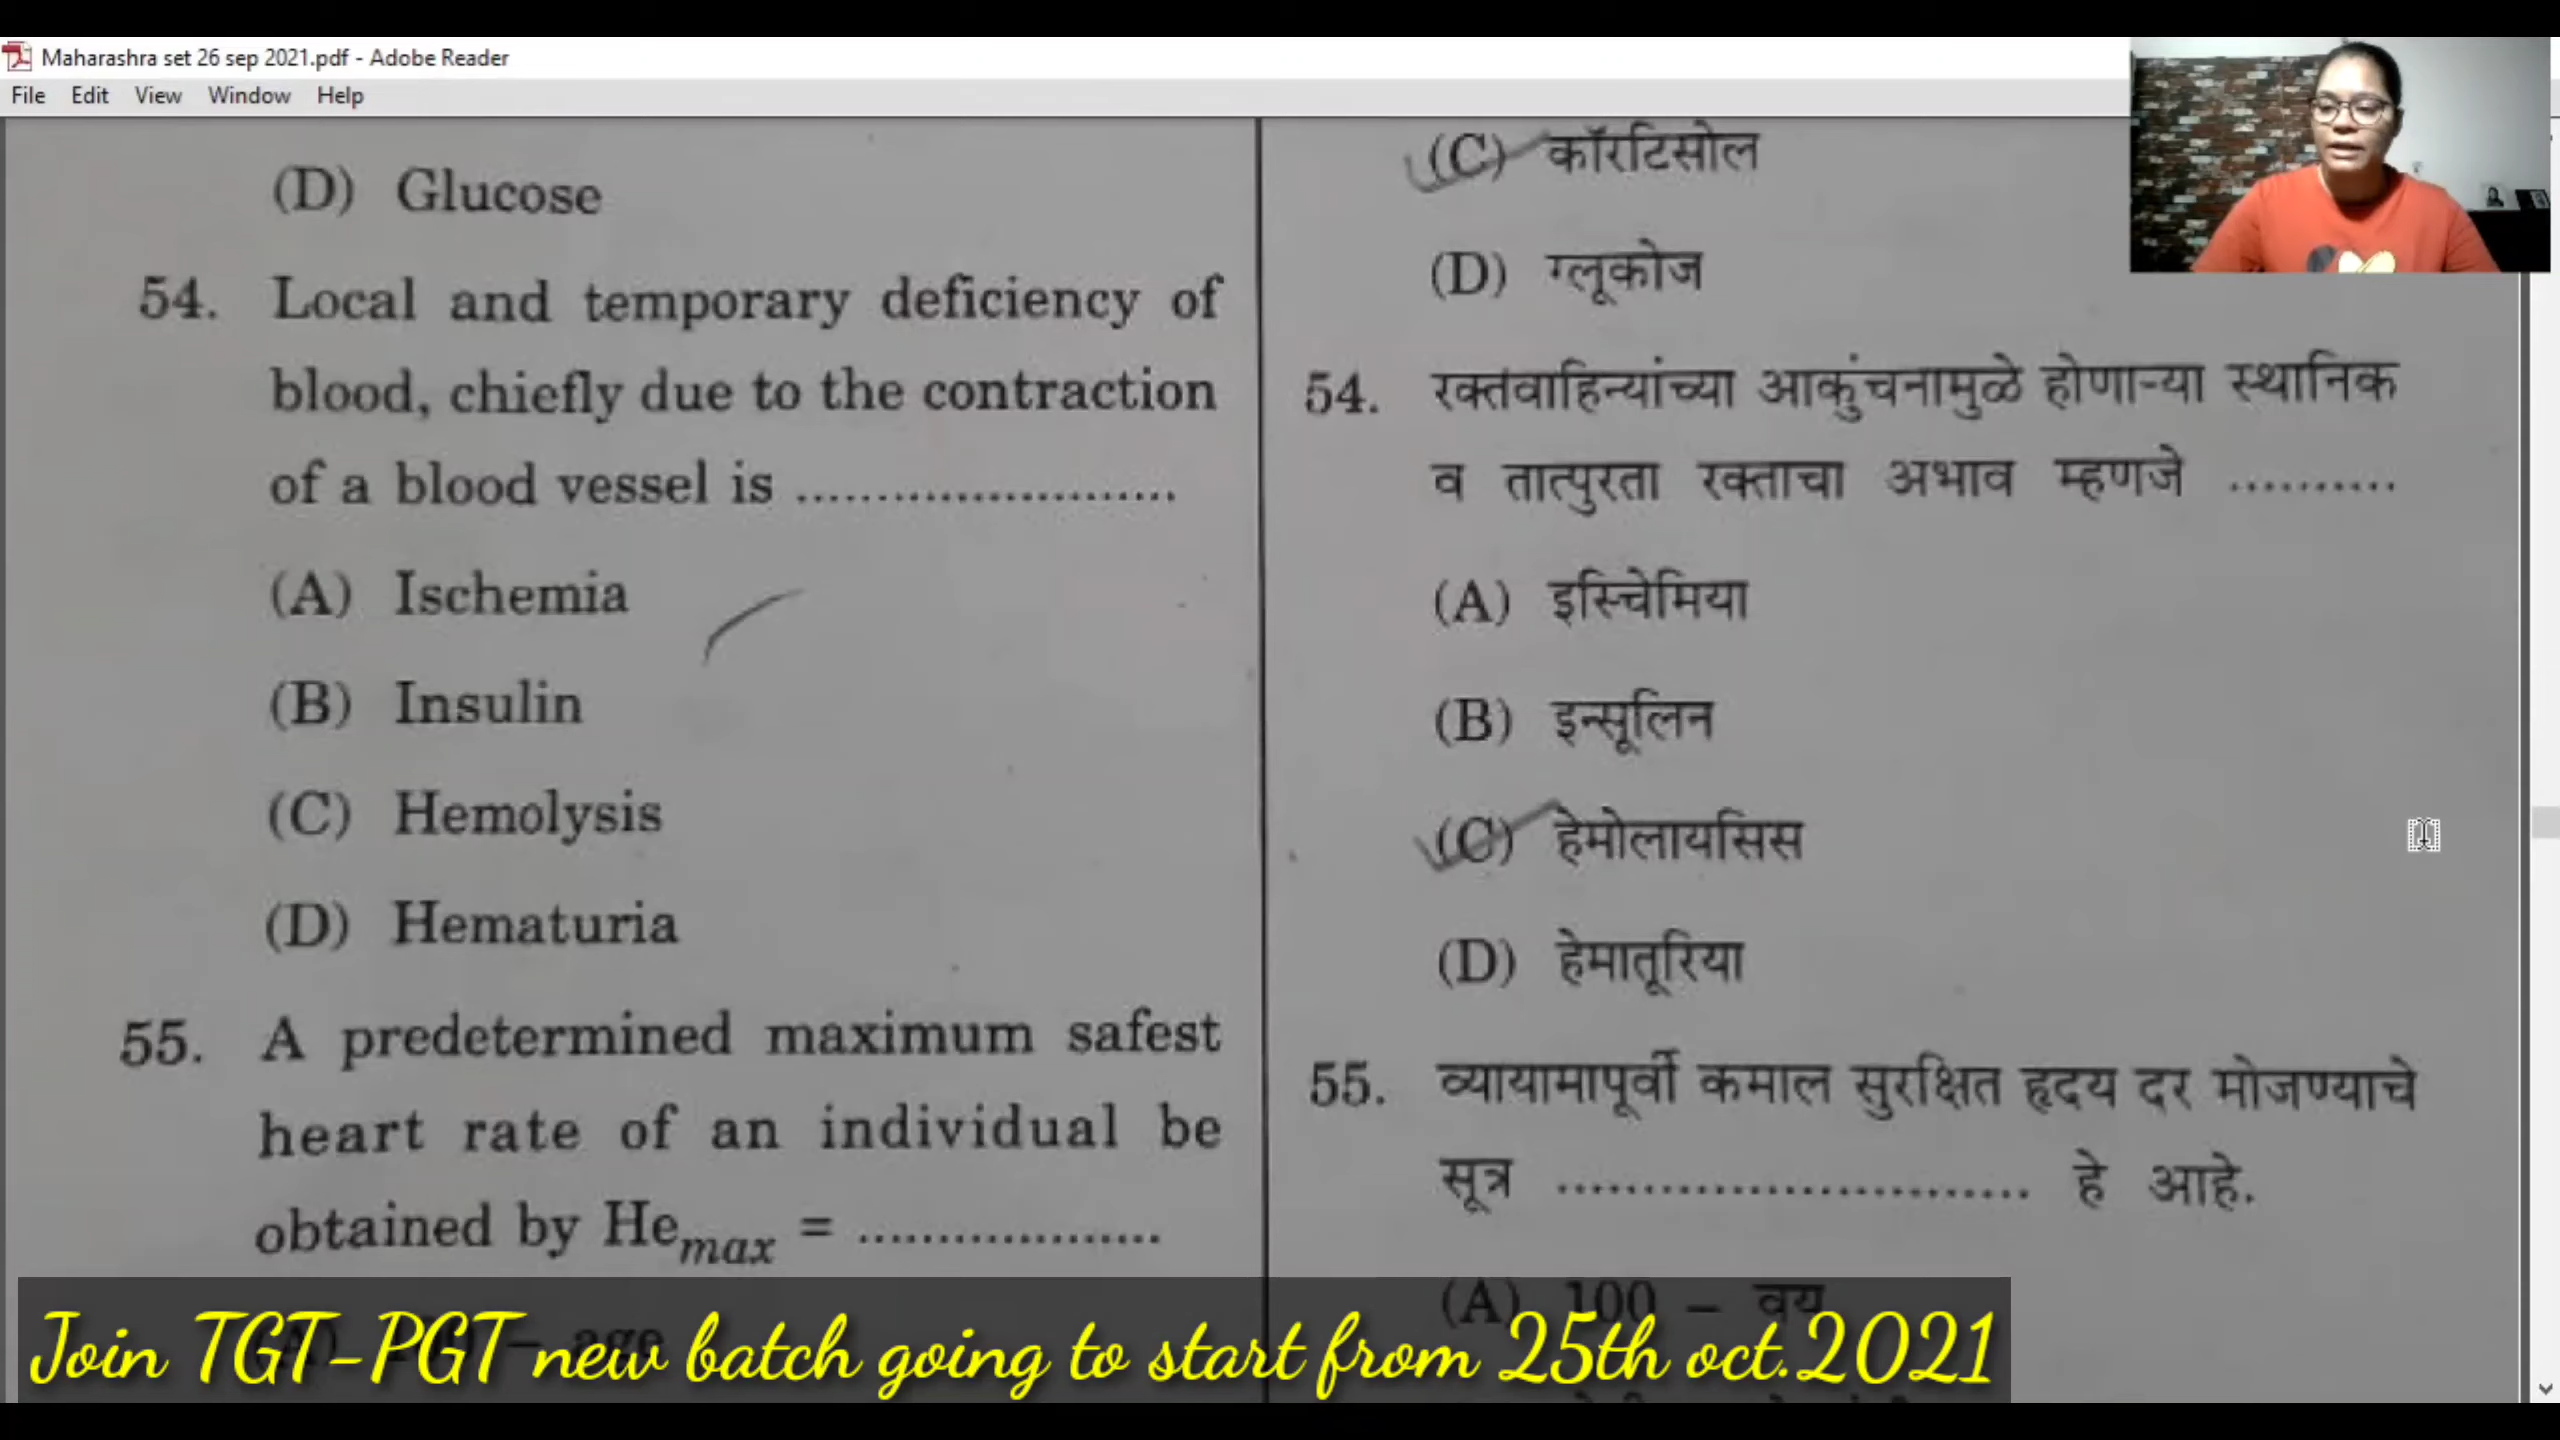 Maharashra set 26 sep 2021.pdf - Adobe Reader
File Edit View Window Help
(D) Glucose
54. Local and temporary deficiency of
blood, chiefly due to the contraction
of a blood vessel is ........................
(A) Ischemia
(B) Insulin
(C) Hemolysis
(D) Hematuria
55. A predetermined maximum safest
heart rate of an individual be
obtained by Hemax = ...................
(C) कॉरटिसोल
(D) ग्लूकोज
54. रक्तवाहिन्यांच्या आकुंचनामुळे होणाऱ्या स्थानिक
व तात्पुरता रक्ताचा अभाव म्हणजे ..........
(A) इस्चिेमिया
(B) इन्सूलिन
(C) हेमोलायसिस
(D) हेमातूरिया
55. व्यायामापूर्वी कमाल सुरक्षित हृदय दर मोजण्याचे
सूत्र ............................. हे आहे.
(A) 100 – वय
Join TGT-PGT new batch going to start from 25th oct.2021